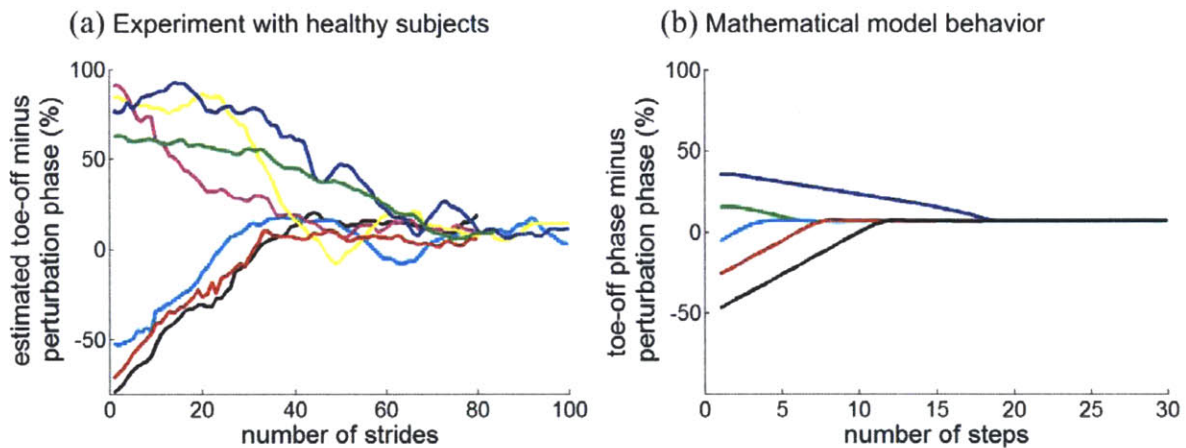 (a) Experiment with healthy subjects
estimated toe-off minus
perturbation phase (%)
100
50
0
-50
0
20
40
60
80
100
number of strides
(b) Mathematical model behavior
toe-off phase minus
perturbation phase (%)
100
50
0
-50
0
5
10
15
20
25
30
number of steps